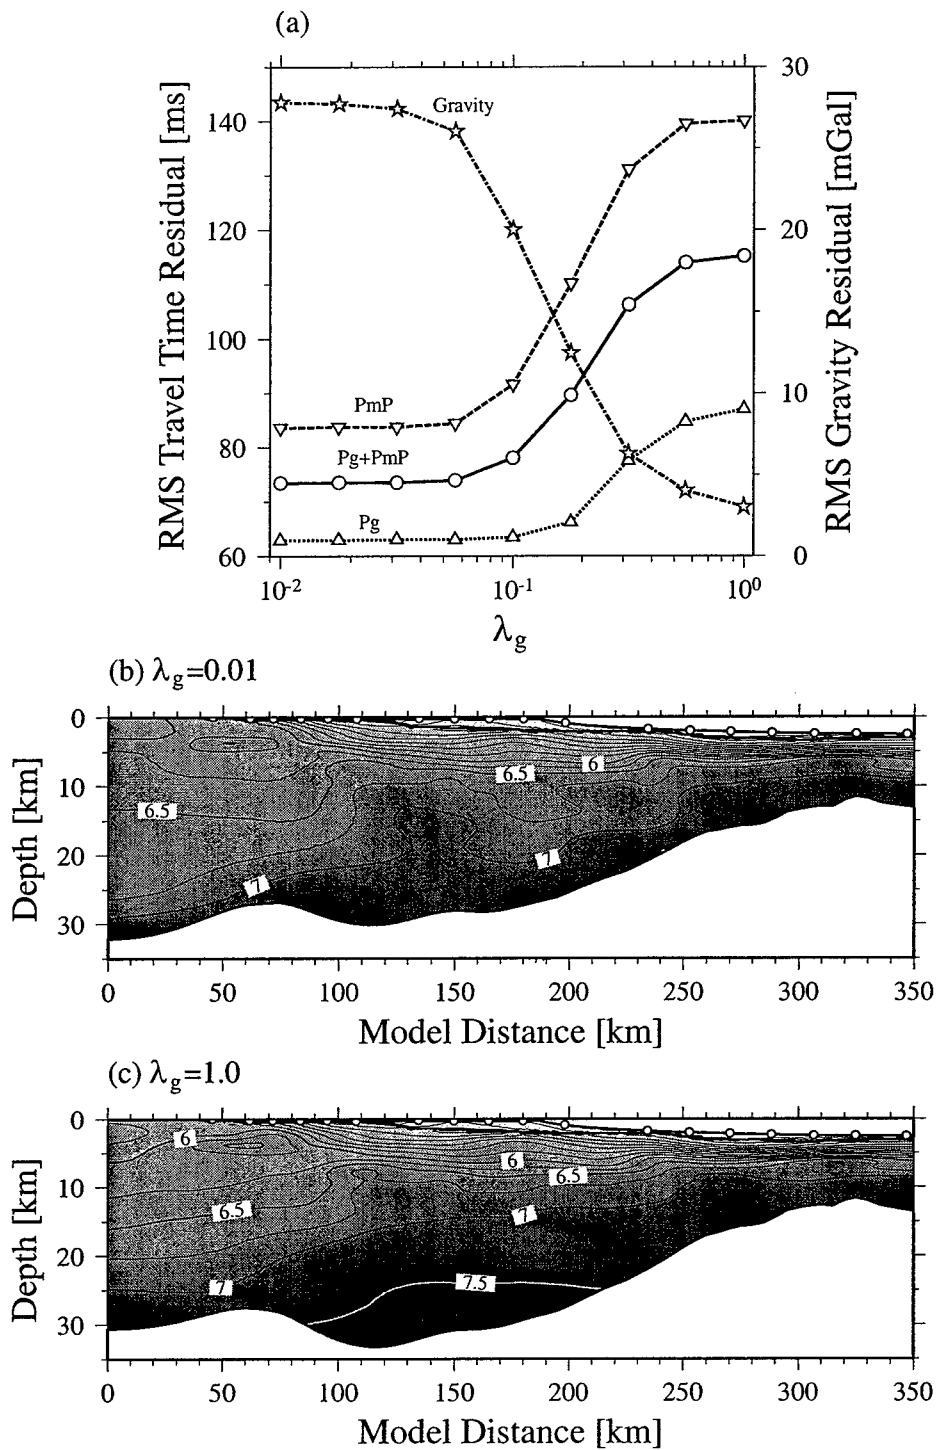 (a)
RMS Travel Time Residual [ms]
140
120
100
80
60
30
20
10
0
RMS Gravity Residual [mGal]
Gravity
PmP
Pg+PmP
Pg
10⁻² 10⁻¹ 10⁰
λg
(b) λg=0.01
Depth [km]
0
10
20
30
6.5 6
6.5
7
7
0 50 100 150 200 250 300 350
Model Distance [km]
(c) λg=1.0
Depth [km]
0
10
20
30
6
6
6.5
6.5
7
7
7.5
0 50 100 150 200 250 300 350
Model Distance [km]